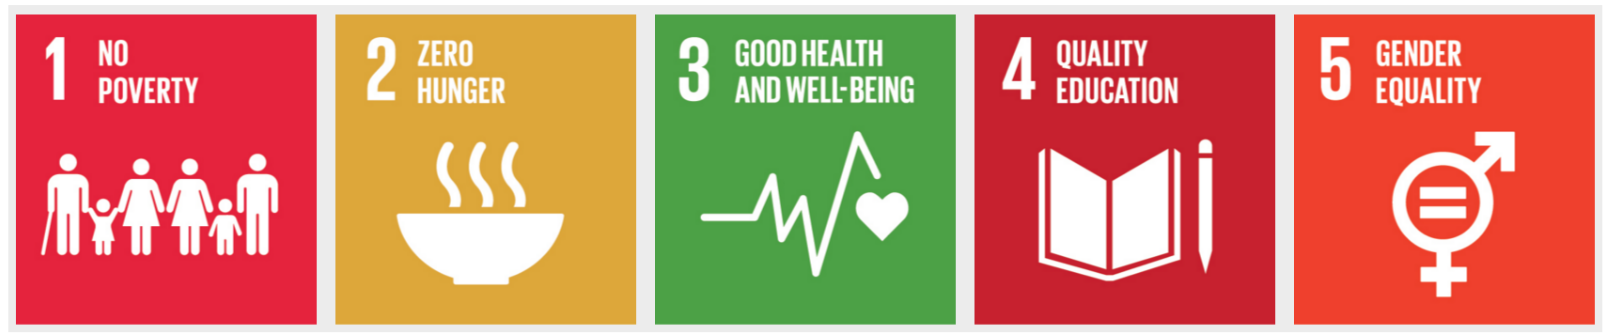 1 NO
POVERTY
2 ZERO
HUNGER
3 GOOD HEALTH
AND WELL-BEING
4 QUALITY
EDUCATION
5 GENDER
EQUALITY